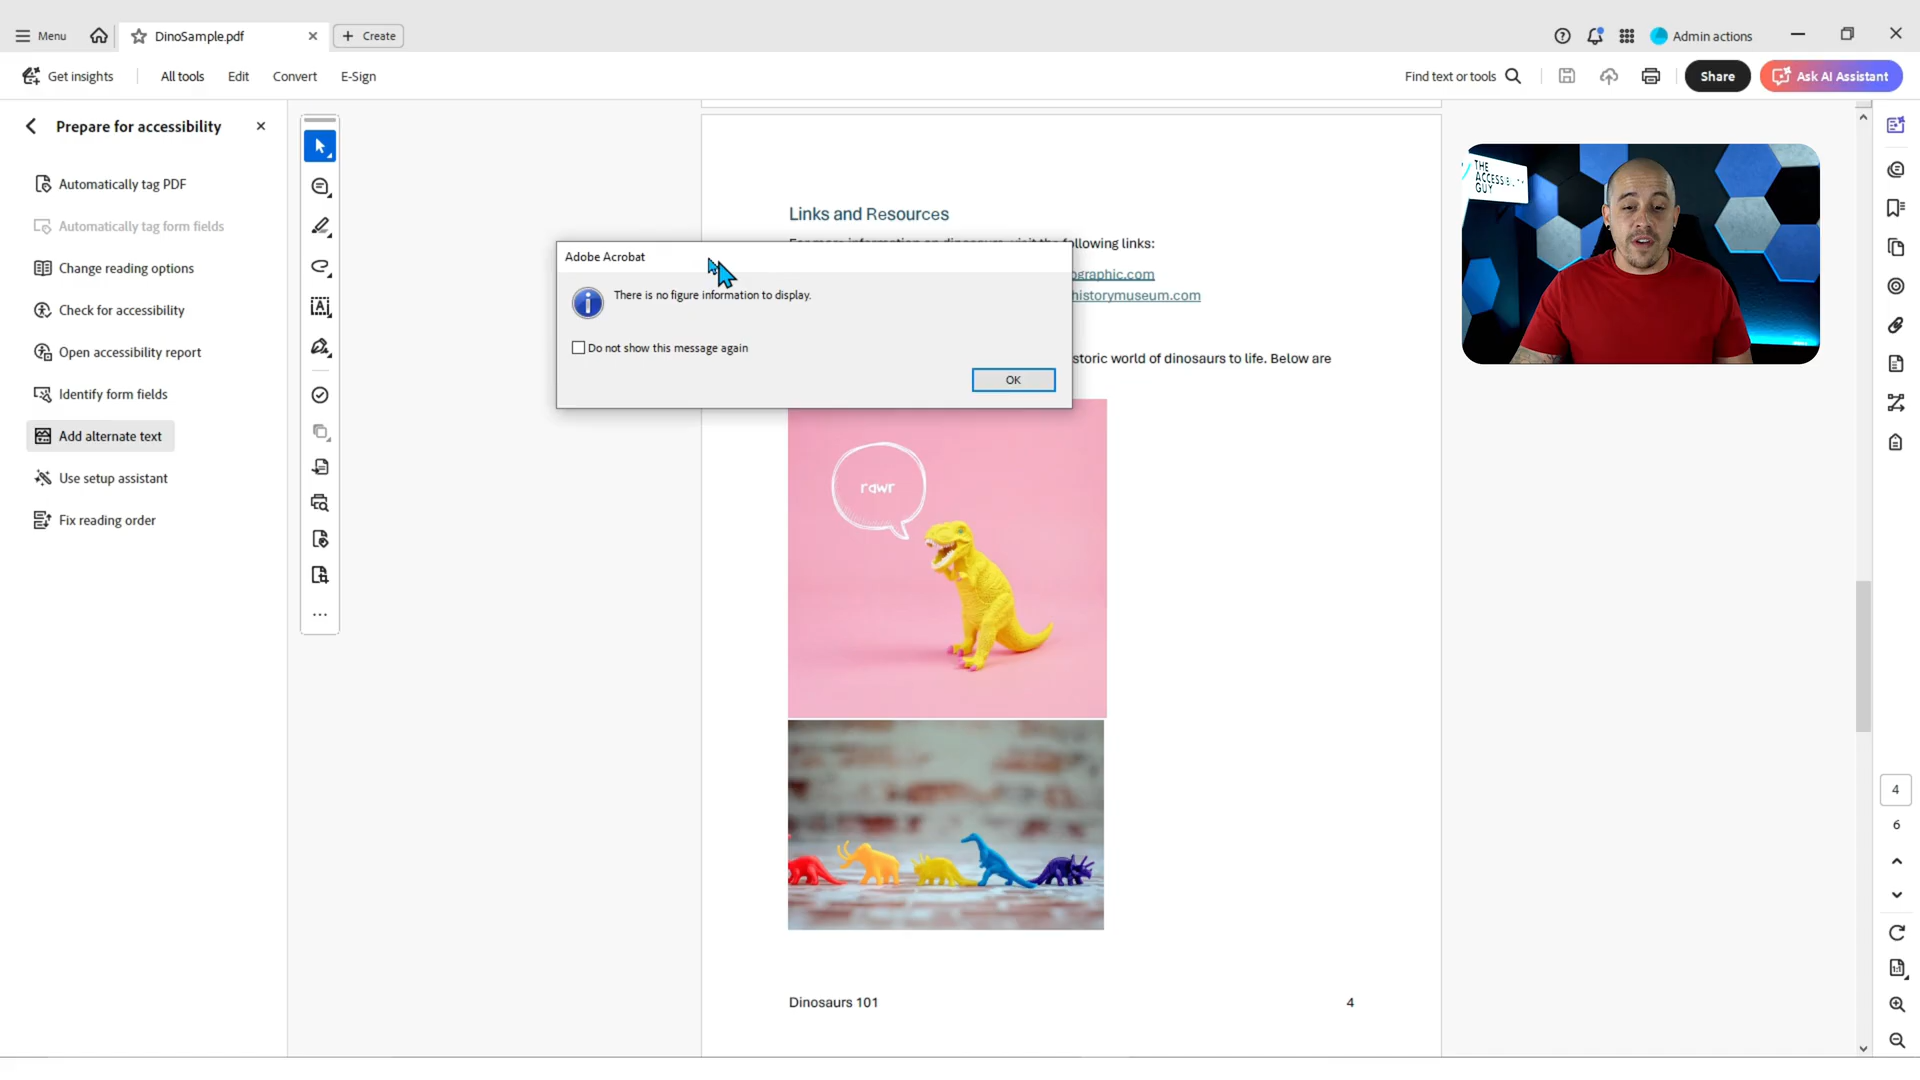 Menu
DinoSample.pdf
Create
Admin actions
Get insights
All tools
Edit
Convert
E-Sign
Find text or tools
Share
Ask AI Assistant
Prepare for accessibility
Automatically tag PDF
Automatically tag form fields
Change reading options
Check for accessibility
Open accessibility report
Identify form fields
Add alternate text
Use setup assistant
Fix reading order
Links and Resources
following links:
ographic.com
historymuseum.com
storic world of dinosaurs to life. Below are
Adobe Acrobat
There is no figure information to display.
Do not show this message again
OK
rawr
Dinosaurs 101
4
THE
GUY
4
6